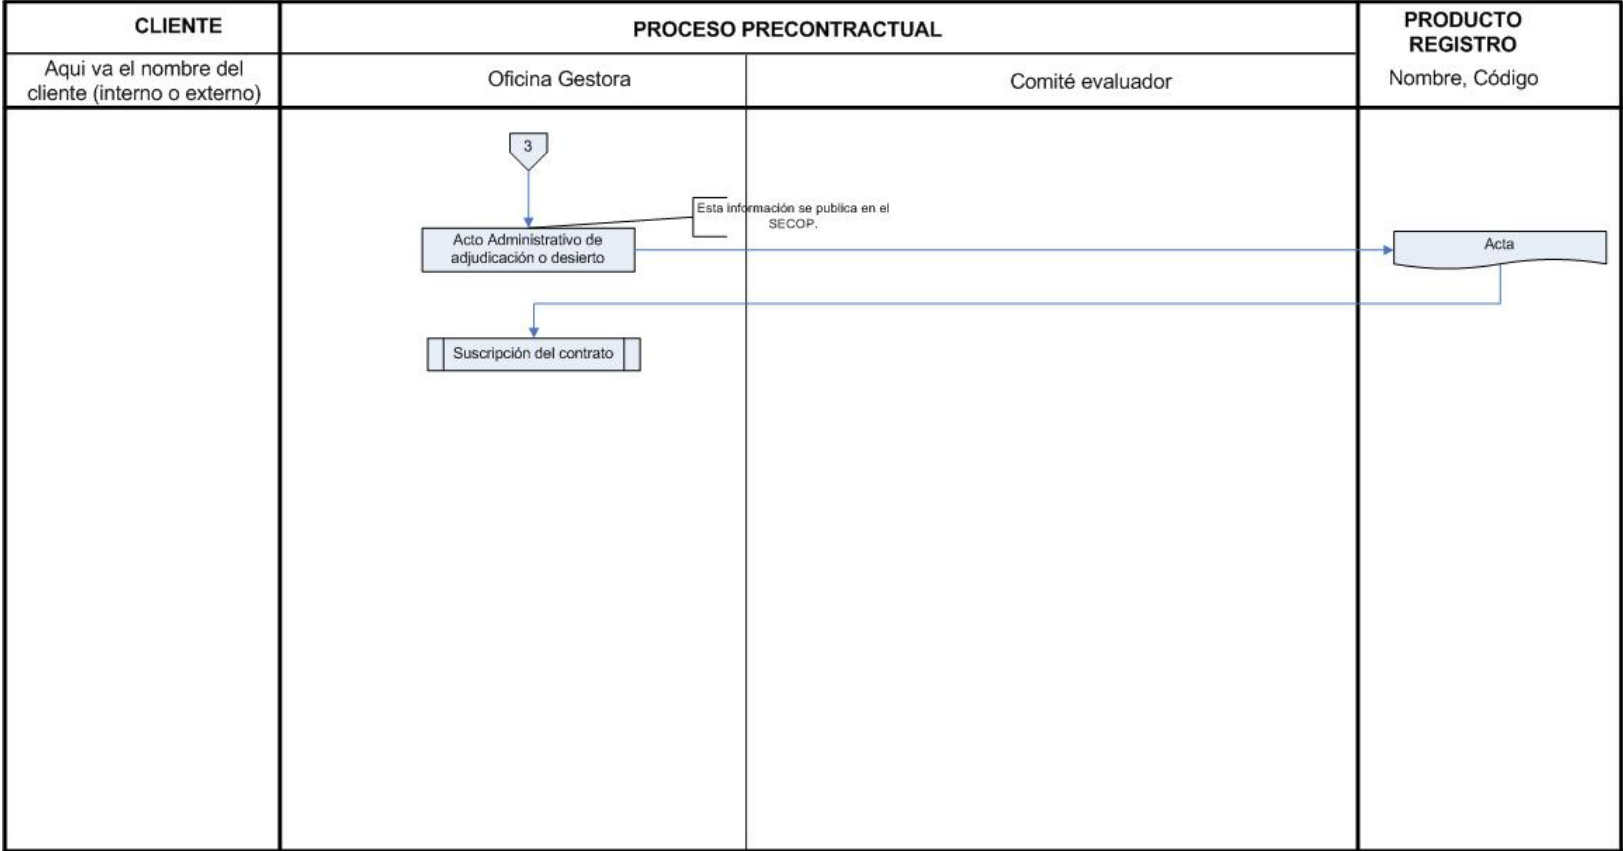 CLIENTE
PROCESO PRECONTRACTUAL
PRODUCTO
REGISTRO
Aqui va el nombre del
cliente (interno o externo)
Oficina Gestora
Comité evaluador
Nombre, Código
3
Esta información se publica en el
SECOP.
Acto Administrativo de
adjudicación o desierto
Acta
Suscripción del contrato